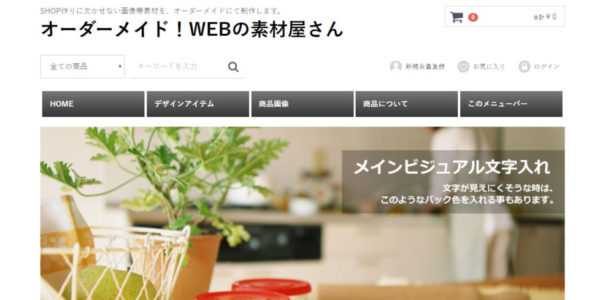 SHOP作りに欠かせない画像等素材を、オーダーメイドにて制作します。
オーダーメイド！WEBの素材屋さん
0
合計 ¥ 0
全ての商品
キーワードを入力
新規会員登録
お気に入り
ログイン
HOME
デザインアイテム
商品画像
商品について
このメニューバー
メインビジュアル文字入れ
文字が見えにくそうな時は、
このようなバック色を入れる事もあります。